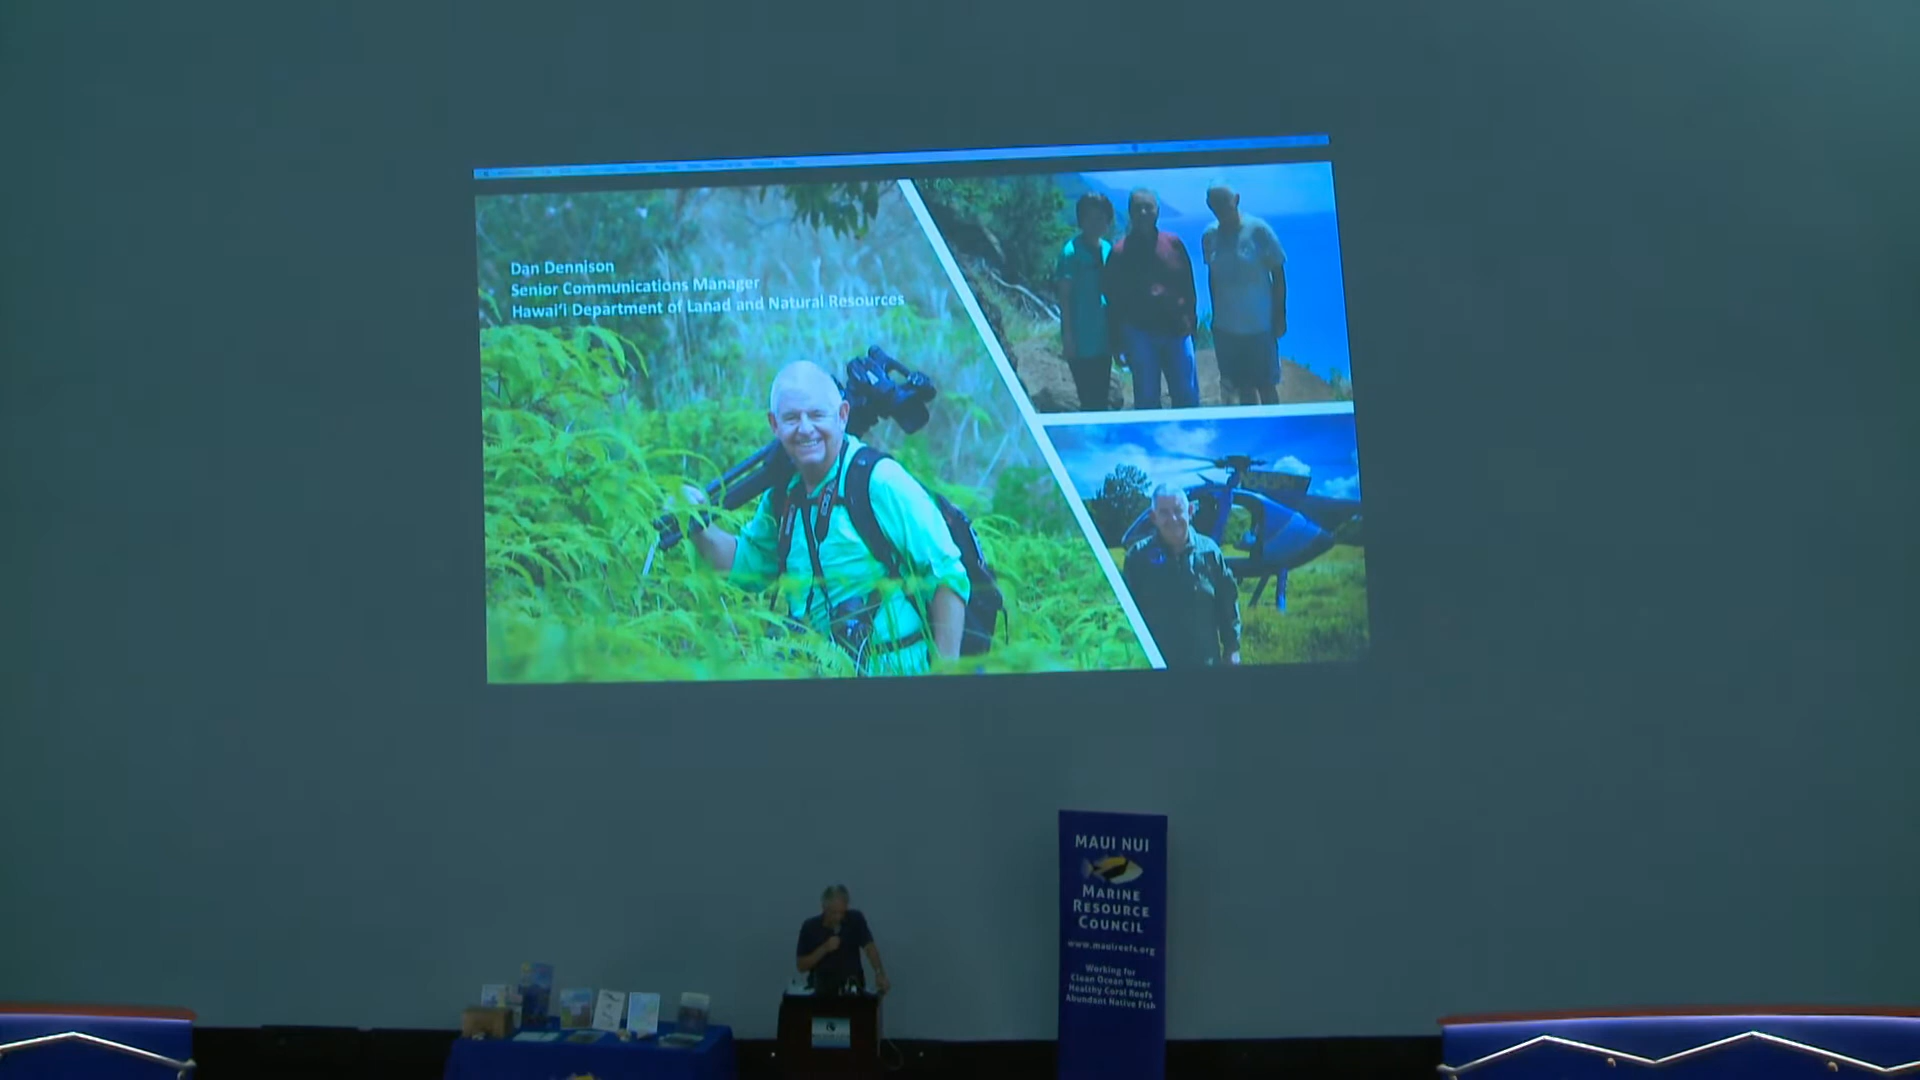 Dan Dennison
Senior Communications Manager
Hawai'i Department of Lanad and Natural Resources
MAUI NUI
MARINE
RESOURCE
COUNCIL
www.mauireefs.org
Working for
Clean Ocean Water
Healthy Coral Reefs
Abundant Native Fish